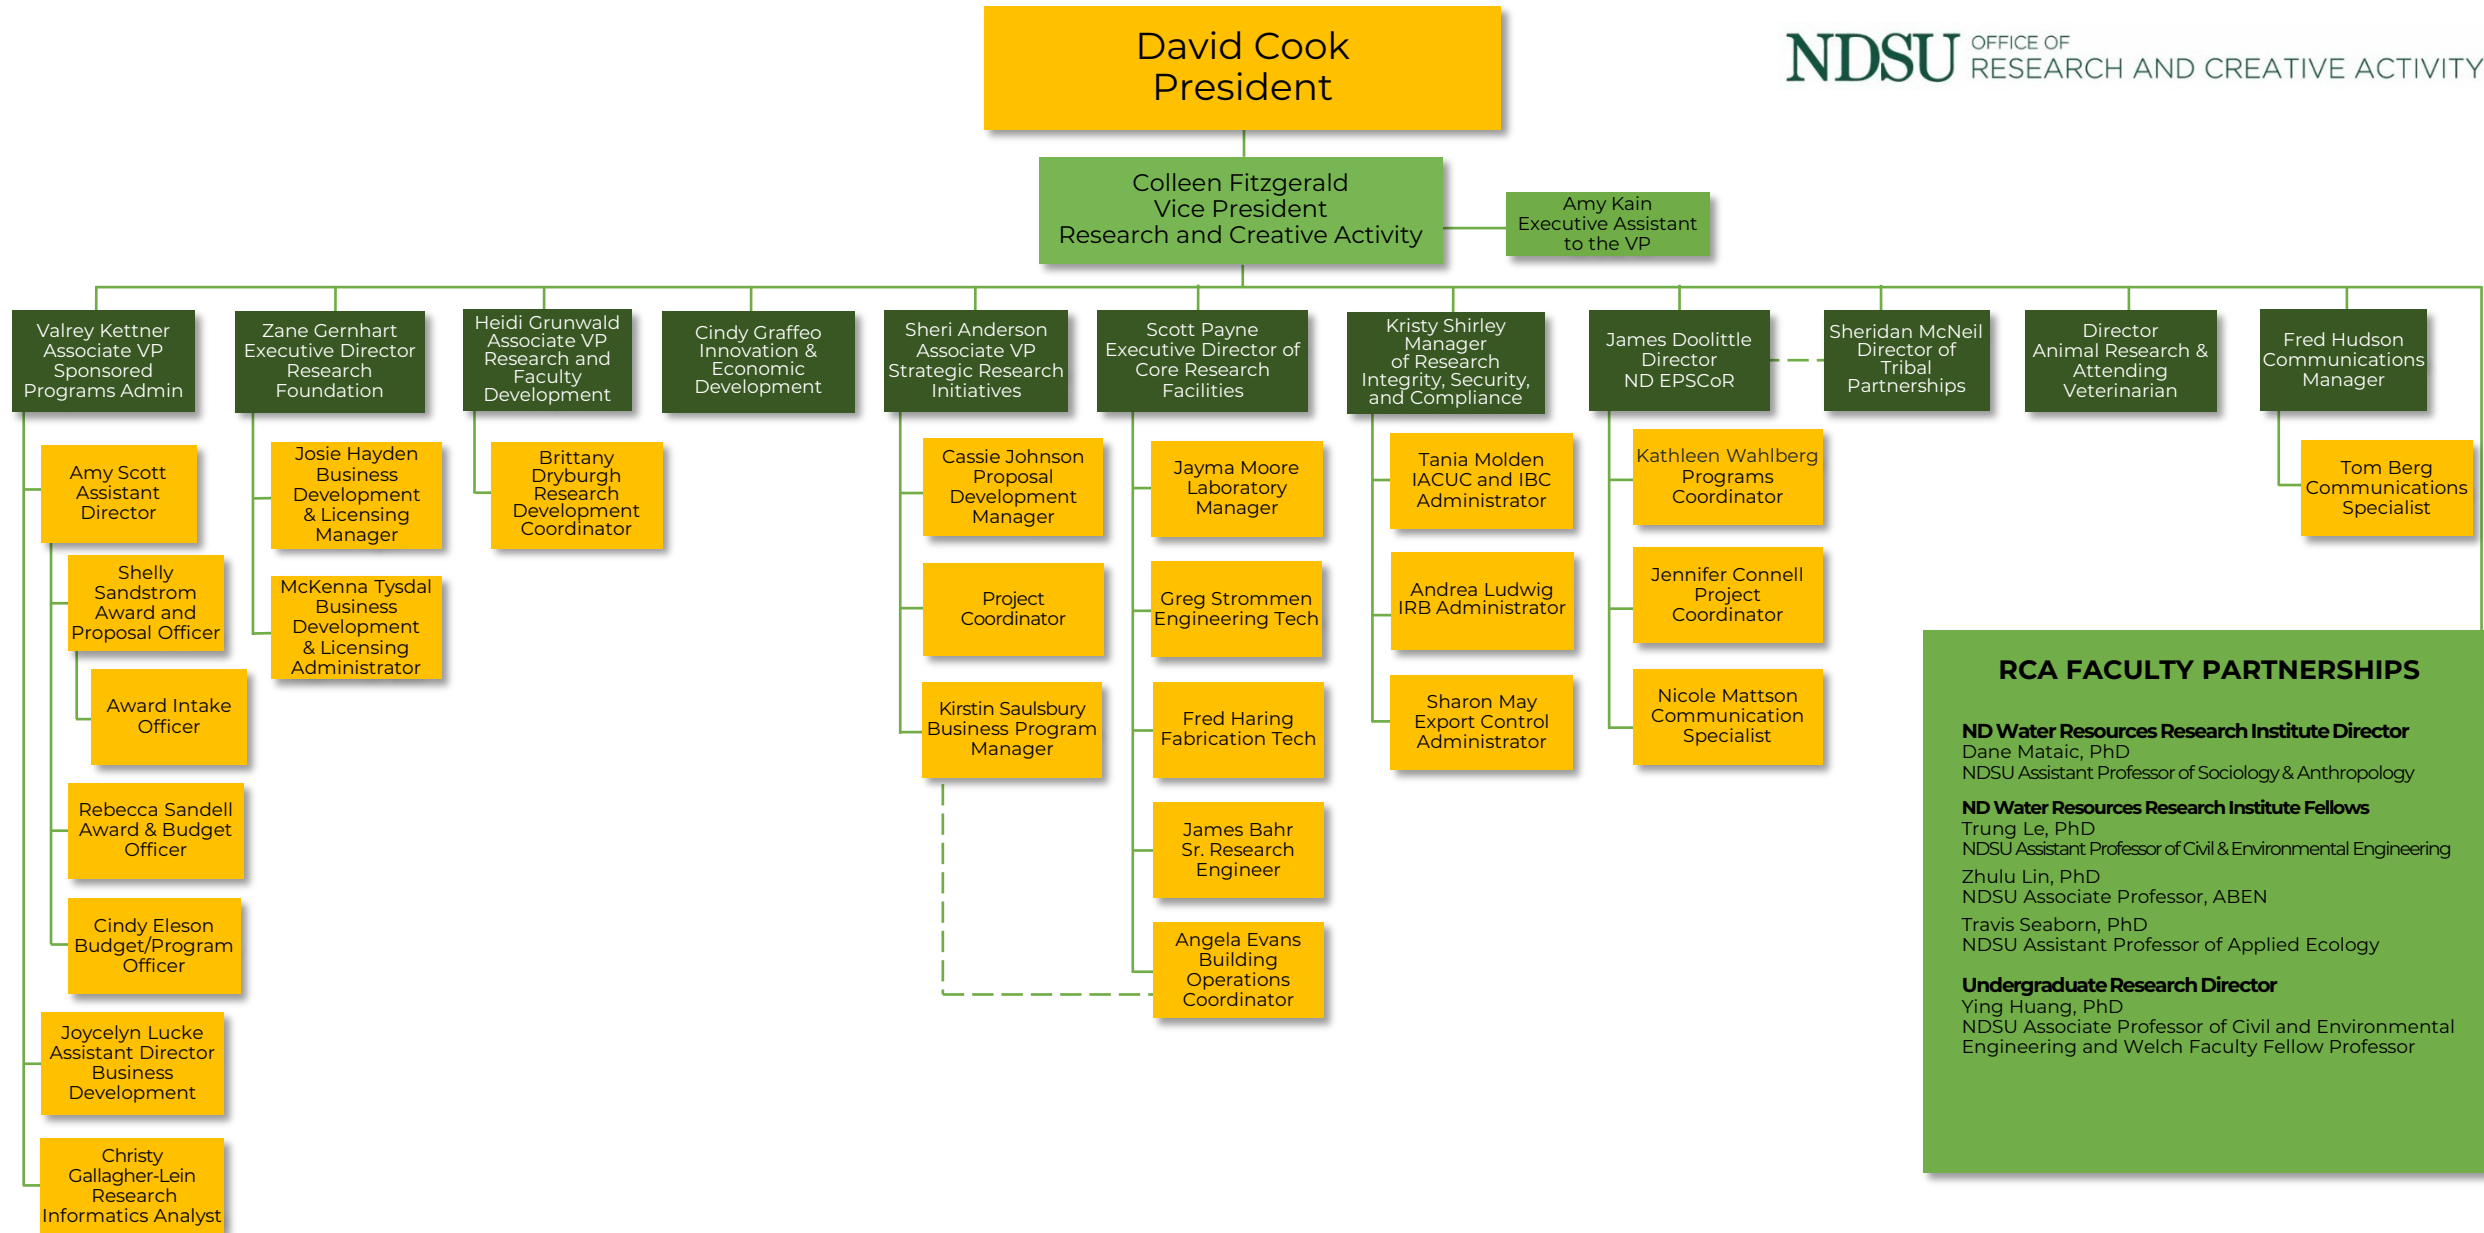 David Cook
President
NDSU OFFICE OF
RESEARCH AND CREATIVE ACTIVITY
Colleen Fitzgerald
Vice President
Research and Creative Activity
Amy Kain
Executive Assistant
to the VP
Valrey Kettner
Associate VP
Sponsored
Programs Admin
Zane Gernhart
Executive Director
Research
Foundation
Heidi Grunwald
Associate VP
Research and
Faculty
Development
Cindy Graffeo
Innovation &
Economic
Development
Sheri Anderson
Associate VP
Strategic Research
Initiatives
Scott Payne
Executive Director of
Core Research
Facilities
Kristy Shirley
Manager
of Research
Integrity, Security,
and Compliance
James Doolittle
Director
ND EPSCoR
Sheridan McNeil
Director of
Tribal
Partnerships
Director
Animal Research &
Attending
Veterinarian
Fred Hudson
Communications
Manager
Amy Scott
Assistant
Director
Shelly
Sandstrom
Award and
Proposal Officer
Award Intake
Officer
Rebecca Sandell
Award & Budget
Officer
Cindy Eleson
Budget/Program
Officer
Joycelyn Lucke
Assistant Director
Business
Development
Christy
Gallagher-Lein
Research
Informatics Analyst
Josie Hayden
Business
Development
& Licensing
Manager
McKenna Tysdal
Business
Development
& Licensing
Administrator
Brittany
Dryburgh
Research
Development
Coordinator
Cassie Johnson
Proposal
Development
Manager
Project
Coordinator
Kirstin Saulsbury
Business Program
Manager
Jayma Moore
Laboratory
Manager
Greg Strommen
Engineering Tech
Fred Haring
Fabrication Tech
James Bahr
Sr. Research
Engineer
Angela Evans
Building
Operations
Coordinator
Tania Molden
IACUC and IBC
Administrator
Andrea Ludwig
IRB Administrator
Sharon May
Export Control
Administrator
Kathleen Wahlberg
Programs
Coordinator
Jennifer Connell
Project
Coordinator
Nicole Mattson
Communication
Specialist
Tom Berg
Communications
Specialist
RCA FACULTY PARTNERSHIPS
ND Water Resources Research Institute Director
Dane Mataic, PhD
NDSU Assistant Professor of Sociology & Anthropology
ND Water Resources Research Institute Fellows
Trung Le, PhD
NDSU Assistant Professor of Civil & Environmental Engineering
Zhulu Lin, PhD
NDSU Associate Professor, ABEN
Travis Seaborn, PhD
NDSU Assistant Professor of Applied Ecology
Undergraduate Research Director
Ying Huang, PhD
NDSU Associate Professor of Civil and Environmental
Engineering and Welch Faculty Fellow Professor